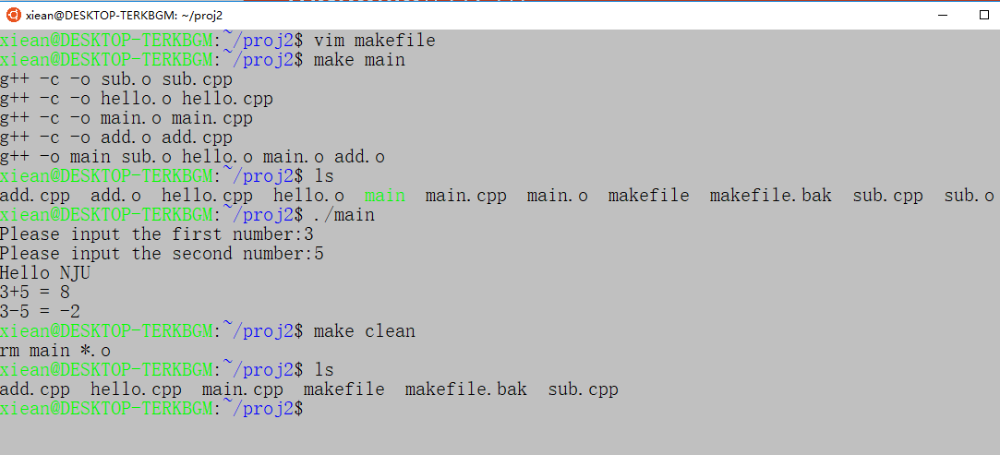 xiean@DESKTOP-TERKBGM: ~/proj2
xiean@DESKTOP-TERKBGM:~/proj2$ vim makefile
xiean@DESKTOP-TERKBGM:~/proj2$ make main
g++ -c -o sub.o sub.cpp
g++ -c -o hello.o hello.cpp
g++ -c -o main.o main.cpp
g++ -c -o add.o add.cpp
g++ -o main sub.o hello.o main.o add.o
xiean@DESKTOP-TERKBGM:~/proj2$ ls
add.cpp  add.o  hello.cpp  hello.o  main  main.cpp  main.o  makefile  makefile.bak  sub.cpp  sub.o
xiean@DESKTOP-TERKBGM:~/proj2$ ./main
Please input the first number:3
Please input the second number:5
Hello NJU
3+5 = 8
3-5 = -2
xiean@DESKTOP-TERKBGM:~/proj2$ make clean
rm main *.o
xiean@DESKTOP-TERKBGM:~/proj2$ ls
add.cpp  hello.cpp  main.cpp  makefile  makefile.bak  sub.cpp
xiean@DESKTOP-TERKBGM:~/proj2$